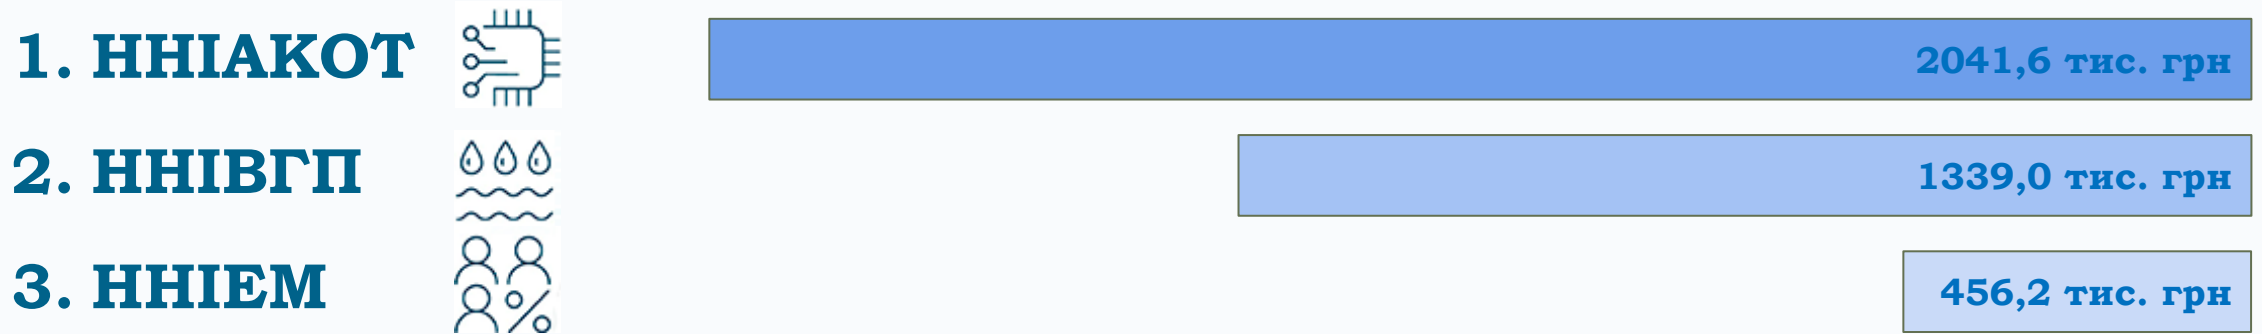 1. ННІАКОТ
2041,6 тис. грн
2. ННІВГП
1339,0 тис. грн
3. ННІЕМ
456,2 тис. грн